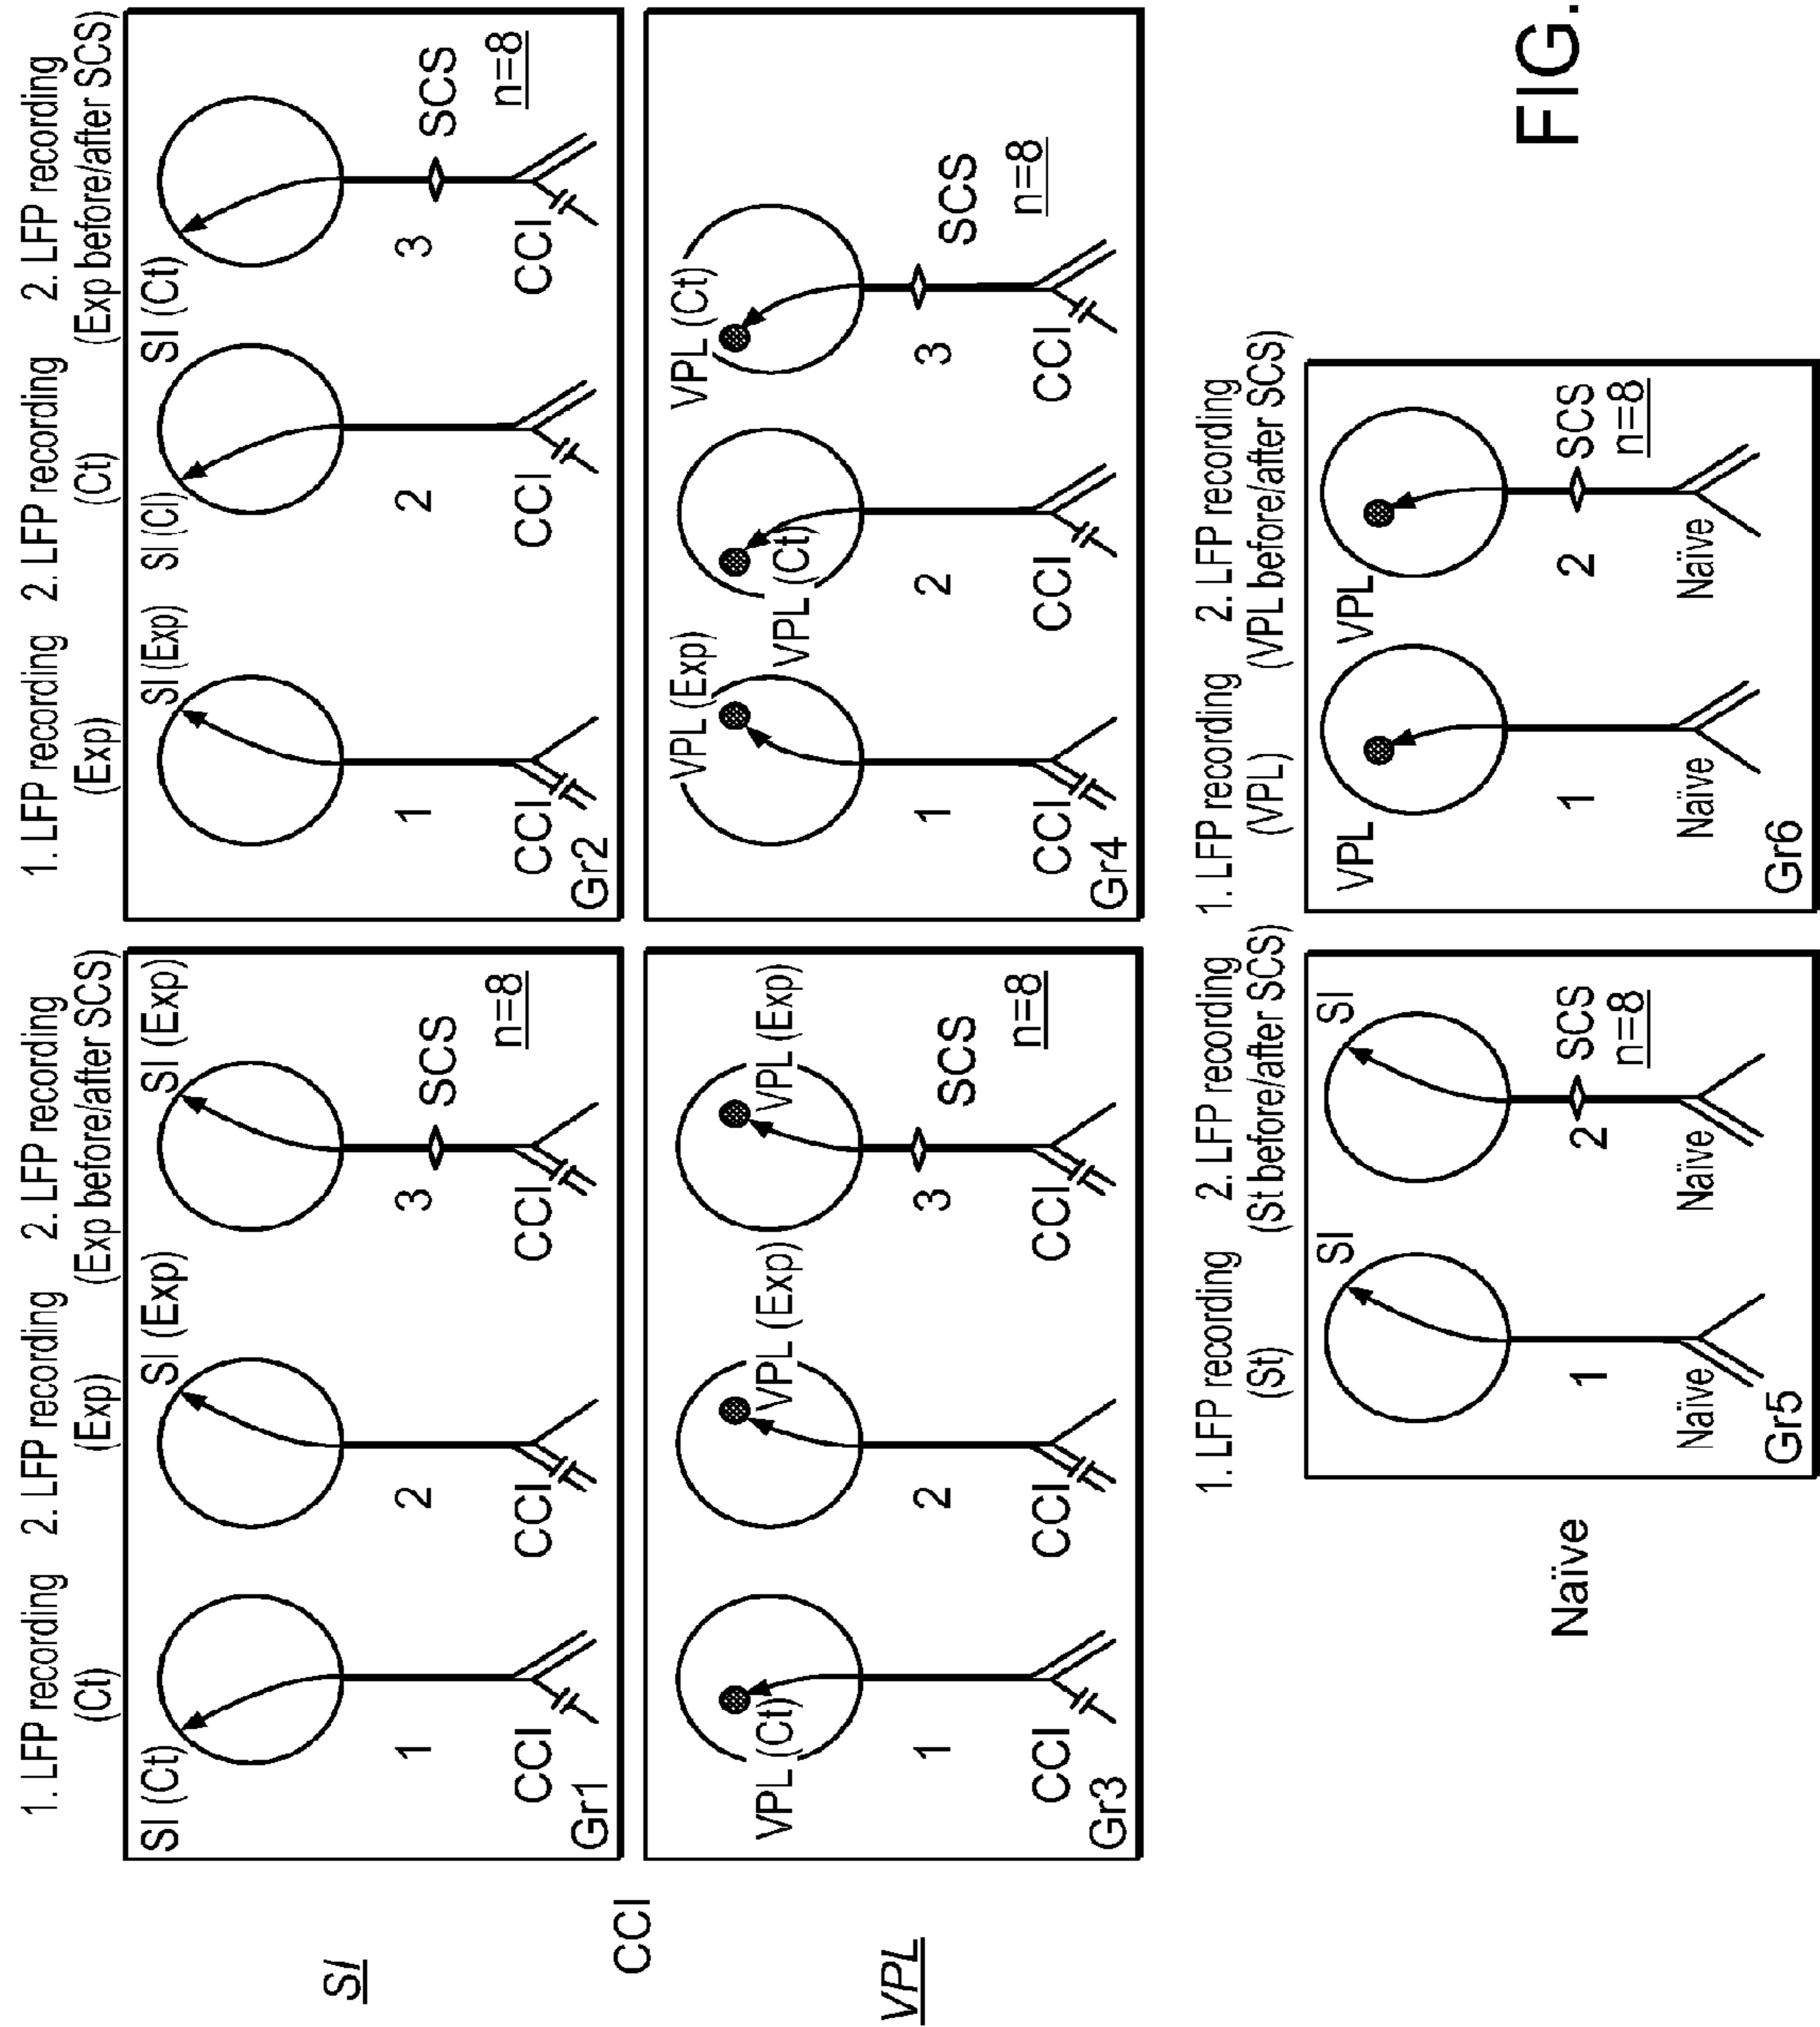 1. LFP recording 2. LFP recording 2. LFP recording
(Ct) (Exp) (Exp before/after SCS)
1. LFP recording 2. LFP recording 2. LFP recording
(Exp) (Ct) (Exp before/after SCS)
SI
SI (Ct) SI (Exp) SI (Exp)
1 2 3 SCS
CCI CCI CCI n=8
Gr1
SI (Exp) SI (Cl) SI (Ct)
1 2 3 SCS
CCI CCI CCI n=8
Gr2
CCI
VPL
VPL (Ct) VPL (Exp) VPL (Exp)
1 2 3 SCS
CCI CCI CCI n=8
Gr3
VPL (Exp) VPL (Ct) VPL (Ct)
1 2 3 SCS
CCI CCI CCI n=8
Gr4
1. LFP recording 2. LFP recording
(St) (St before/after SCS)
1. LFP recording 2. LFP recording
(VPL) (VPL before/after SCS)
Naïve
SI SI
1 2 SCS
Naïve Naïve n=8
Gr5
VPL VPL
1 2 SCS
Naïve Naïve n=8
Gr6
FIG.